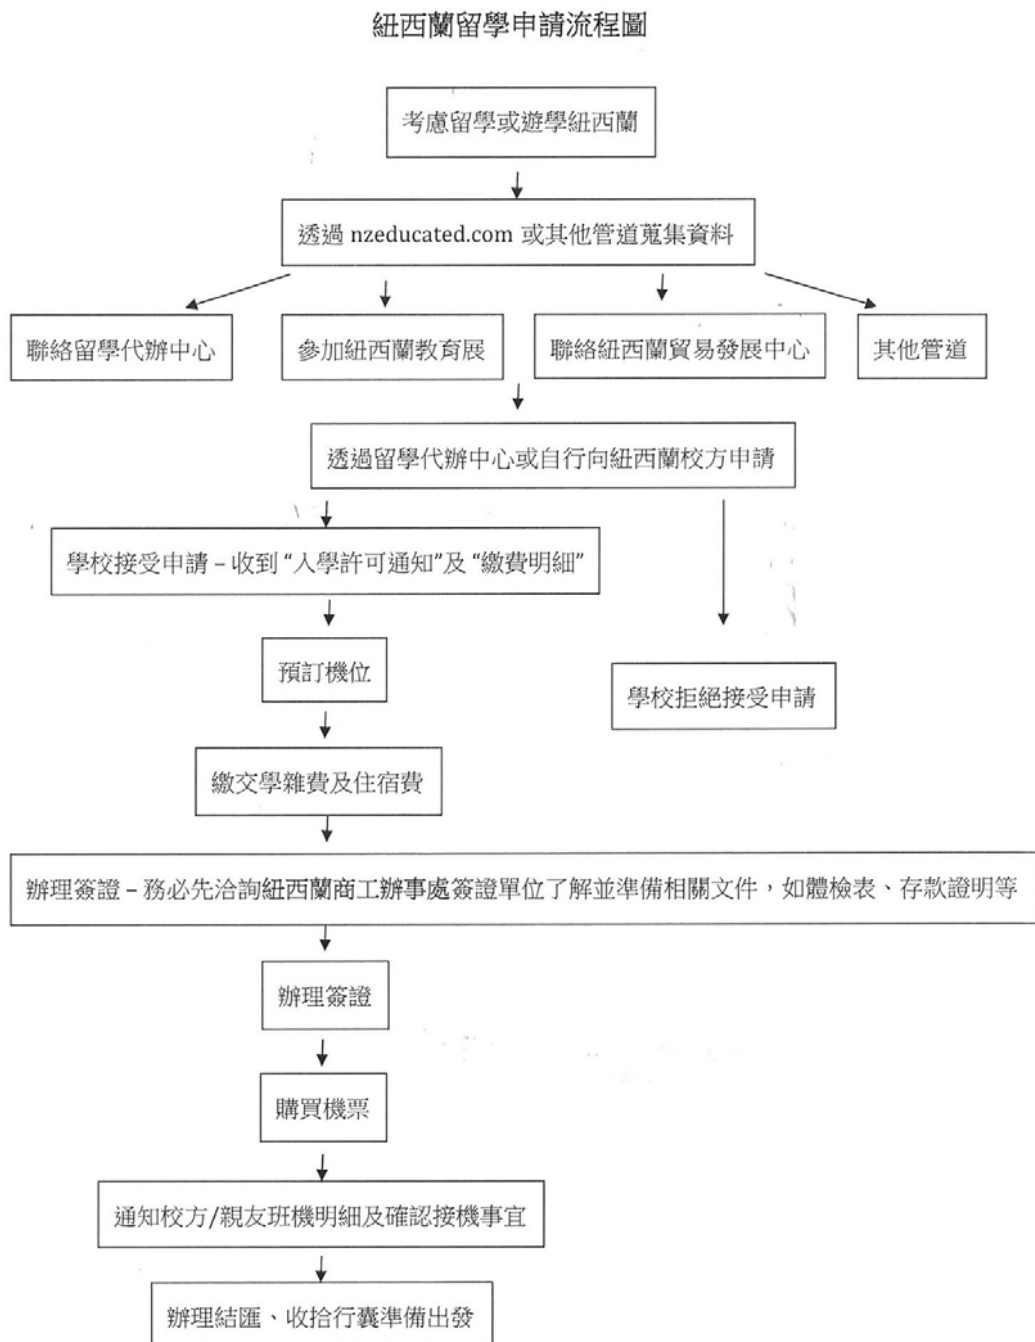 紐西蘭留學申請流程圖
考慮留學或遊學紐西蘭
透過 nzeducated.com 或其他管道蒐集資料
聯絡留學代辦中心
參加紐西蘭教育展
聯絡紐西蘭貿易發展中心
其他管道
透過留學代辦中心或自行向紐西蘭校方申請
學校接受申請 – 收到 “入學許可通知”及 “繳費明細”
預訂機位
學校拒絕接受申請
繳交學雜費及住宿費
辦理簽證 – 務必先洽詢紐西蘭商工辦事處簽證單位了解並準備相關文件，如體檢表、存款證明等
辦理簽證
購買機票
通知校方/親友班機明細及確認接機事宜
辦理結匯、收拾行囊準備出發